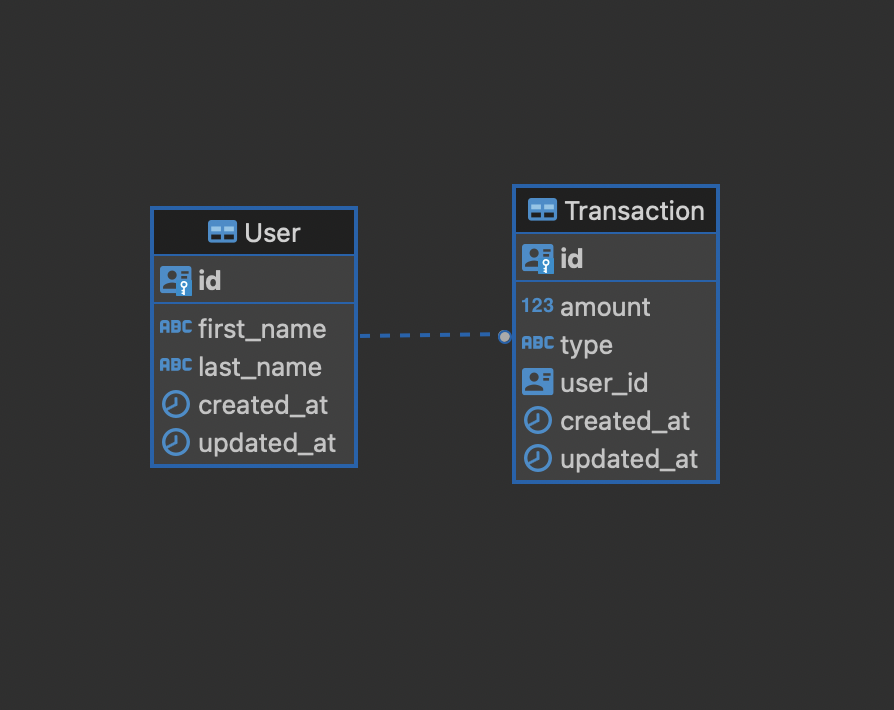 User
id
ABC first_name
ABC last_name
created_at
updated_at
Transaction
id
123 amount
ABC type
user_id
created_at
updated_at